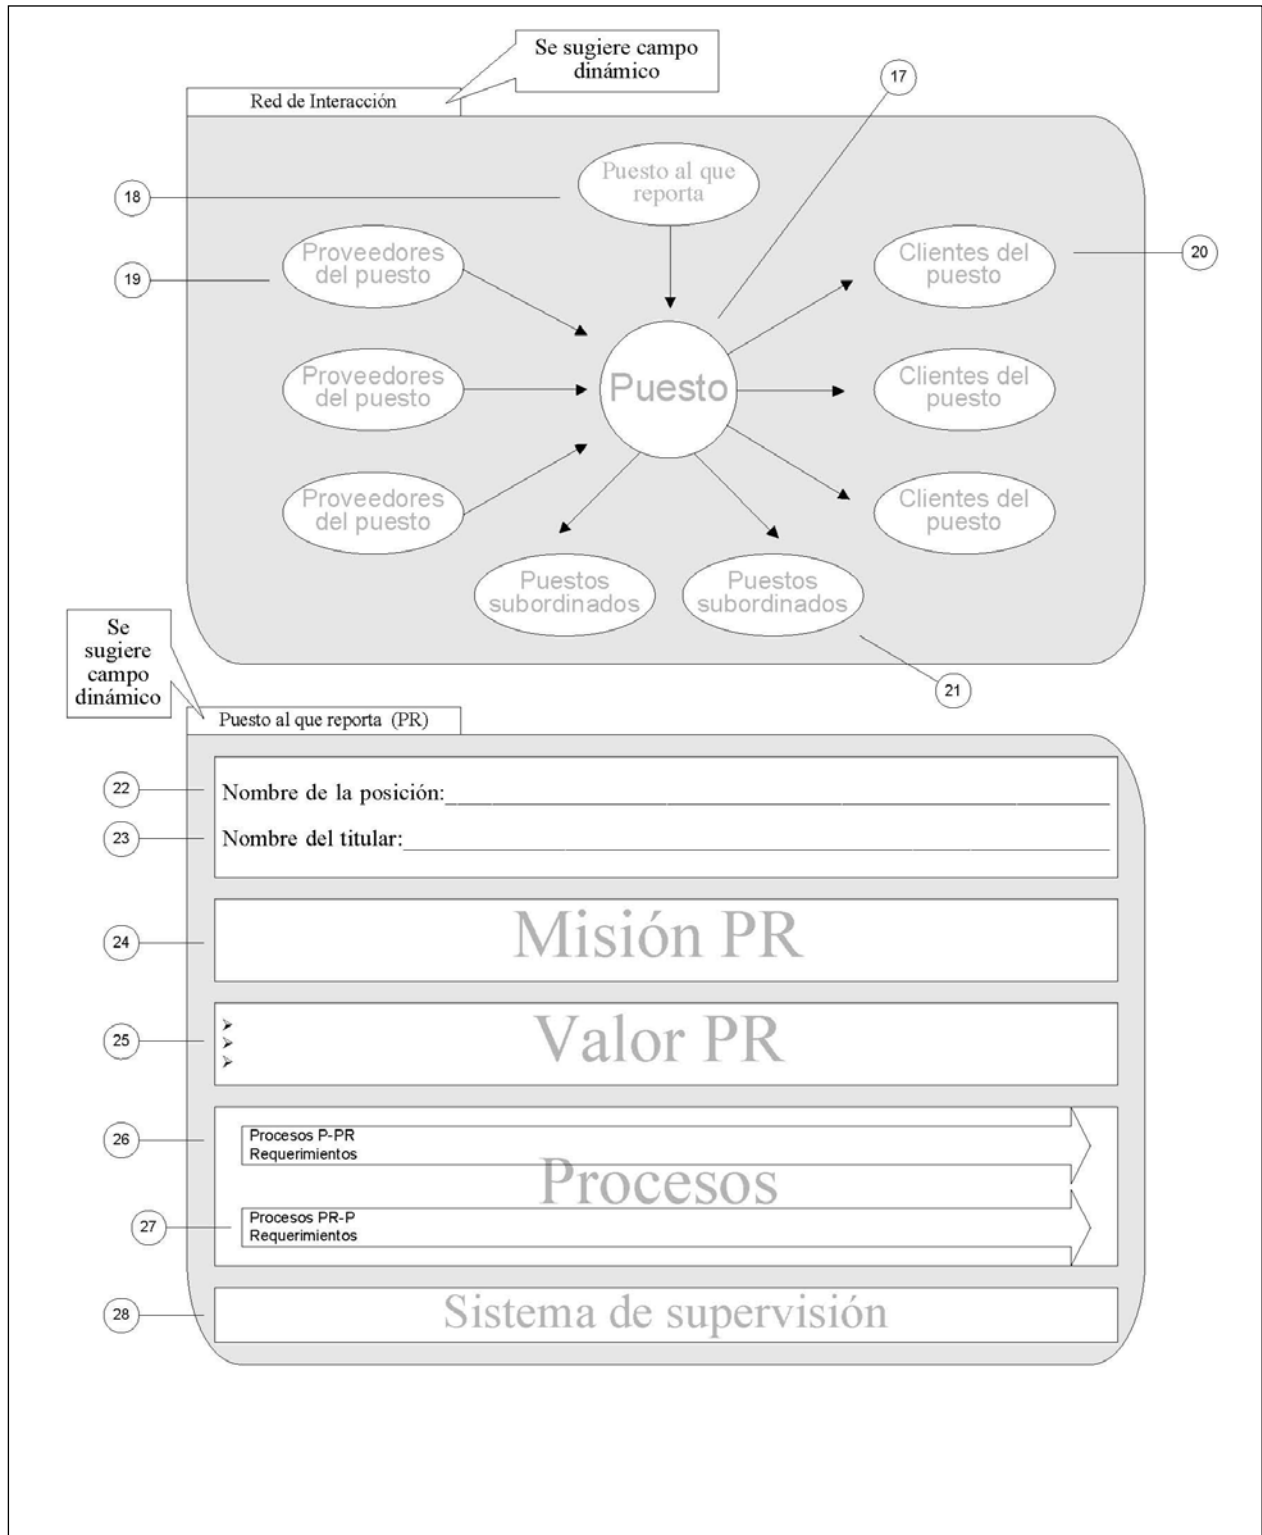 Se sugiere campo
dinámico
Red de Interacción
17
18
Puesto al que
reporta
19
Proveedores
del puesto
Clientes del
puesto
20
Proveedores
del puesto
Puesto
Clientes del
puesto
Proveedores
del puesto
Clientes del
puesto
Puestos
subordinados
Puestos
subordinados
21
Se
sugiere
campo
dinámico
Puesto al que reporta (PR)
22
Nombre de la posición:
23
Nombre del titular:
24
Misión PR
25
Valor PR
26
Procesos P-PR
Requerimientos
Procesos
27
Procesos PR-P
Requerimientos
28
Sistema de supervisión